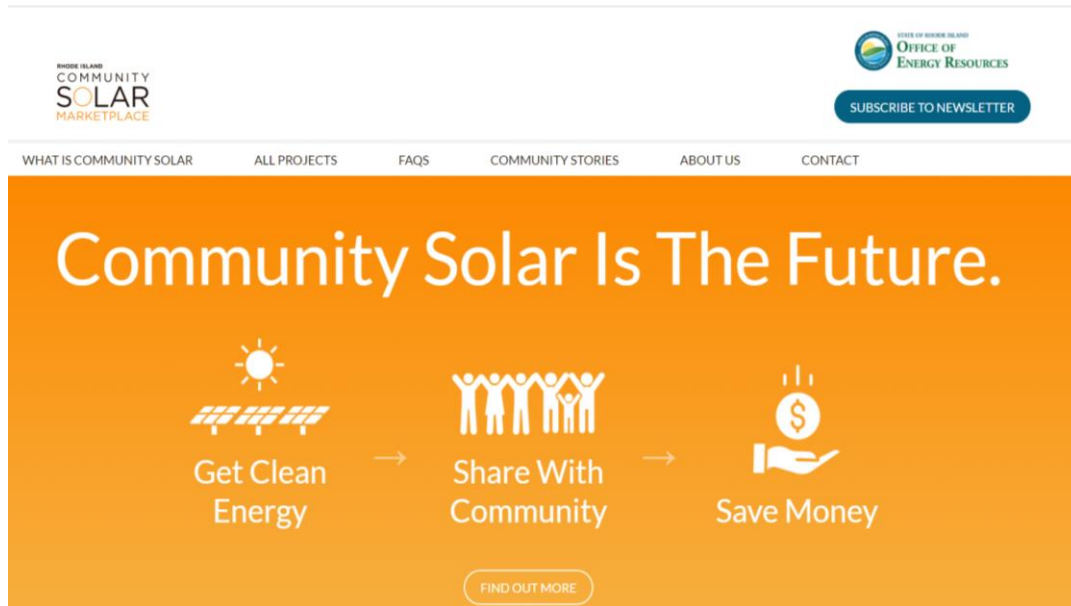 RHODE ISLAND
COMMUNITY
SOLAR
MARKETPLACE
STATE OF RHODE ISLAND
OFFICE OF
ENERGY RESOURCES
SUBSCRIBE TO NEWSLETTER
WHAT IS COMMUNITY SOLAR ALL PROJECTS FAQS COMMUNITY STORIES ABOUT US CONTACT
Community Solar Is The Future.
Get Clean
Energy
Share With
Community
$
Save Money
FIND OUT MORE